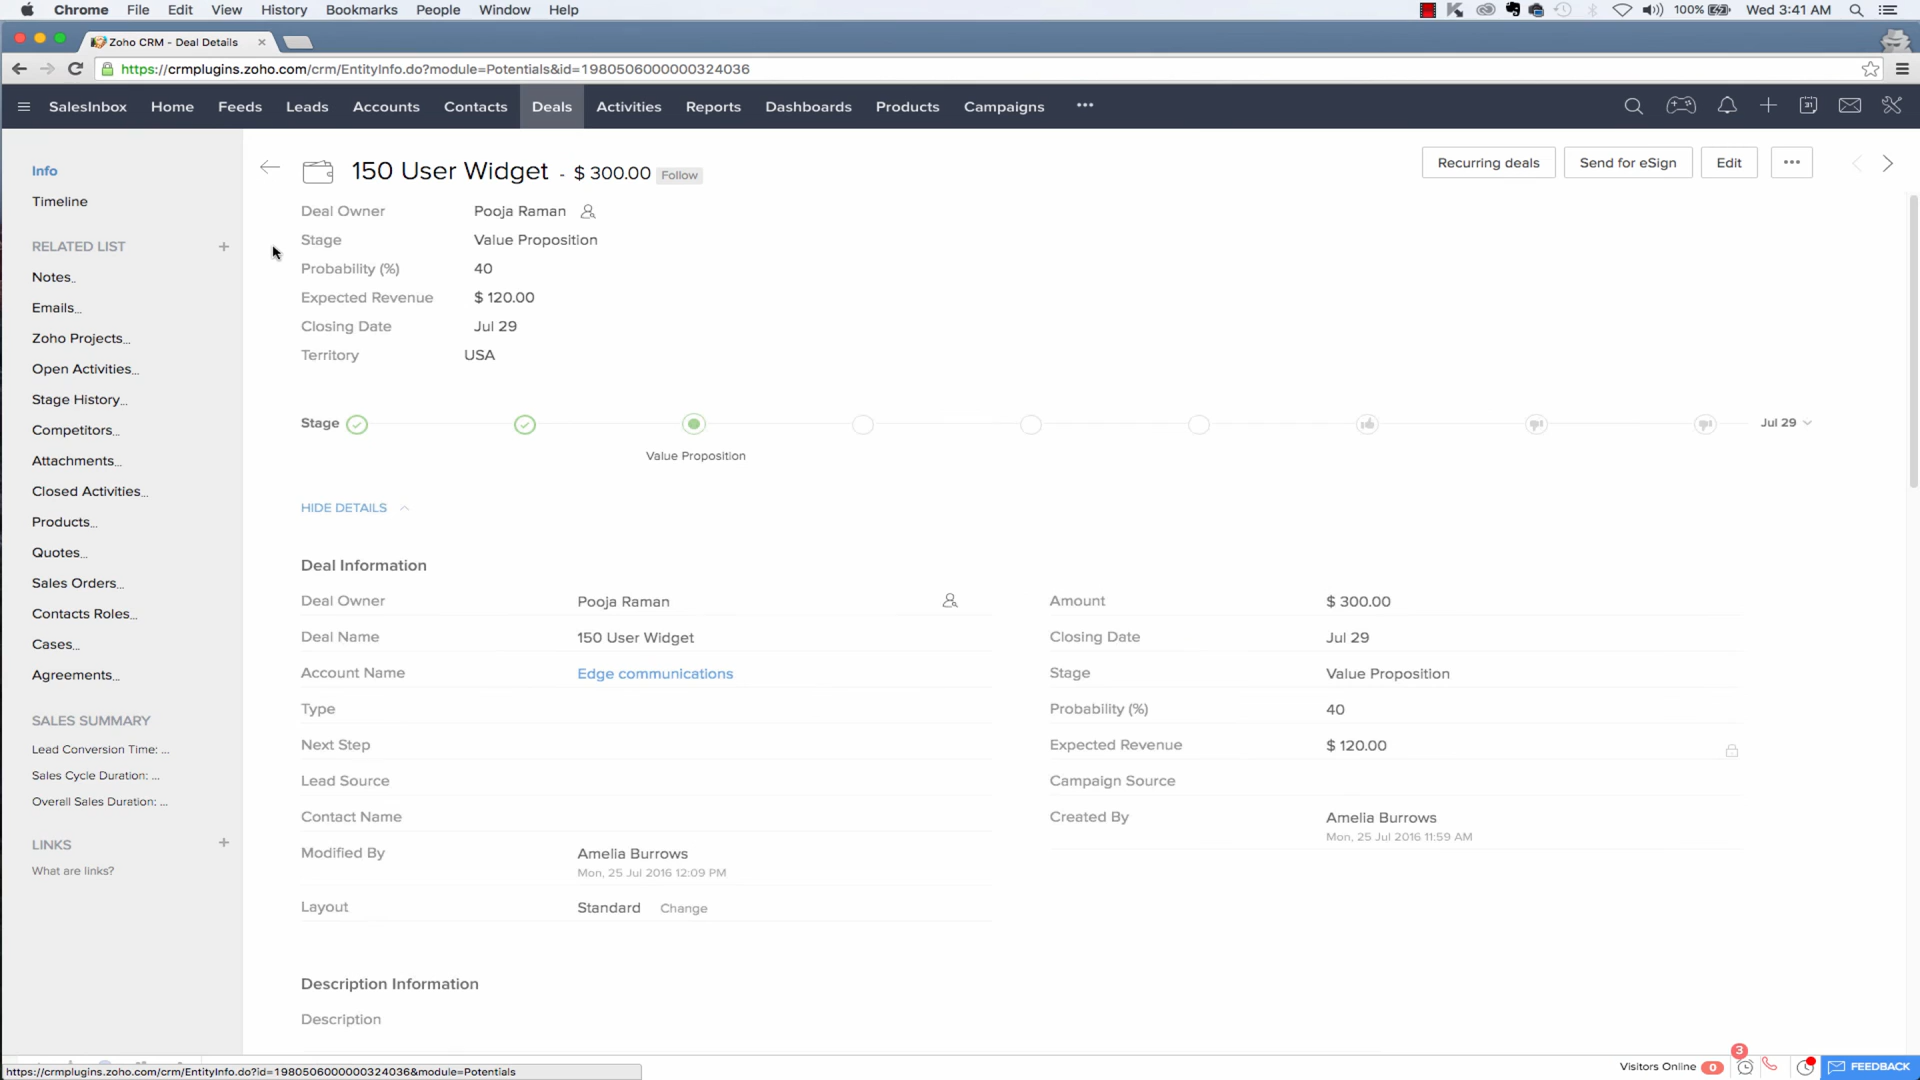 Chrome File Edit View History Bookmarks People Window Help 100% Wed 3:41 AM
Zoho CRM - Deal Details
https://crmplugins.zoho.com/crm/EntityInfo.do?module=Potentials&id=1980506000000324036
SalesInbox Home Feeds Leads Accounts Contacts Deals Activities Reports Dashboards Products Campaigns ••• 31
Info
Timeline
RELATED LIST +
Notes..
Emails...
Zoho Projects...
Open Activities...
Stage History...
Competitors...
Attachments...
Closed Activities...
Products...
Quotes...
Sales Orders...
Contacts Roles...
Cases...
Agreements...
SALES SUMMARY
Lead Conversion Time: ...
Sales Cycle Duration: ...
Overall Sales Duration: ...
LINKS +
What are links?
150 User Widget - $ 300.00 Follow
Recurring deals Send for eSign Edit •••
Deal Owner Pooja Raman
Stage Value Proposition
Probability (%) 40
Expected Revenue $ 120.00
Closing Date Jul 29
Territory USA
Stage Jul 29
Value Proposition
HIDE DETAILS
Deal Information
Deal Owner Pooja Raman Amount $ 300.00
Deal Name 150 User Widget Closing Date Jul 29
Account Name Edge communications Stage Value Proposition
Type Probability (%) 40
Next Step Expected Revenue $ 120.00
Lead Source Campaign Source
Contact Name Created By Amelia Burrows
Mon, 25 Jul 2016 11:59 AM
Modified By Amelia Burrows
Mon, 25 Jul 2016 12:09 PM
Layout Standard Change
Description Information
Description
https://crmplugins.zoho.com/crm/EntityInfo.do?id=1980506000000324036&module=Potentials
Visitors Online 0 3 FEEDBACK